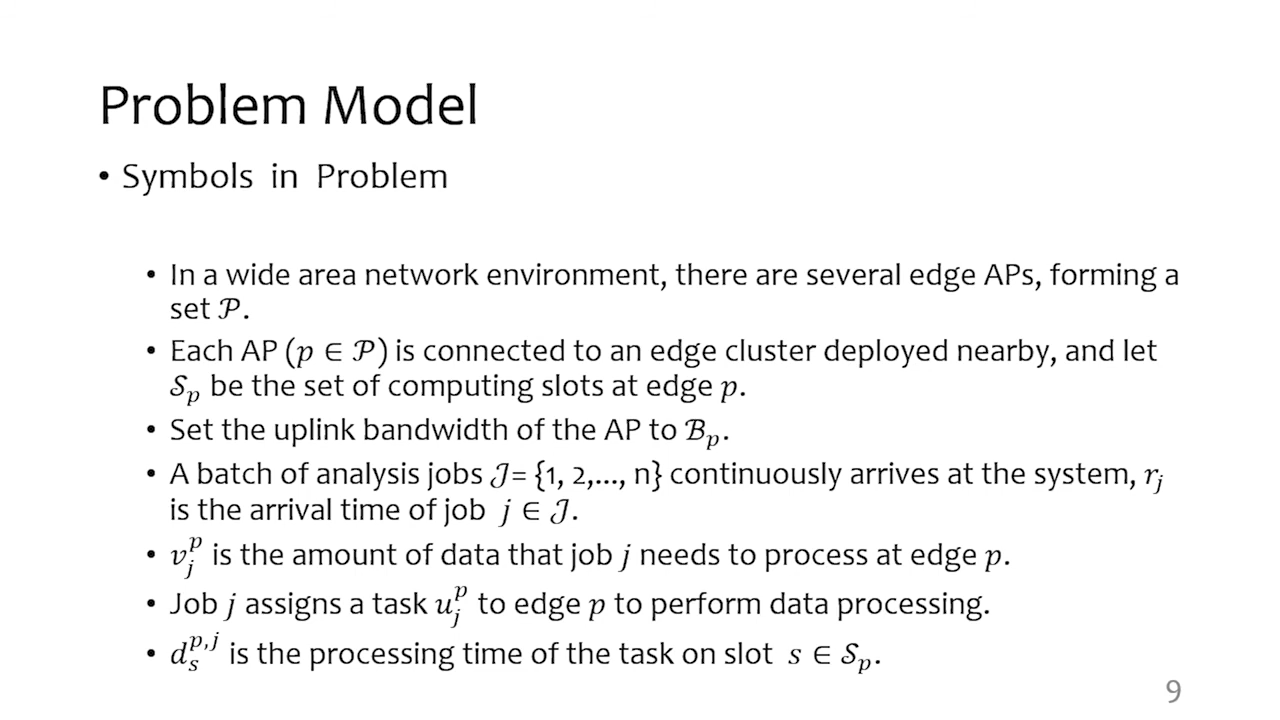 Problem Model
• Symbols in Problem
• In a wide area network environment, there are several edge APs, forming a
set 𝒫.
• Each AP (𝑝 ∈ 𝒫) is connected to an edge cluster deployed nearby, and let
𝒮ₚ be the set of computing slots at edge 𝑝.
• Set the uplink bandwidth of the AP to ℬₚ.
• A batch of analysis jobs 𝒥= {1, 2,..., n} continuously arrives at the system, 𝑟ⱼ
is the arrival time of job 𝑗 ∈ 𝒥.
• 𝑣ⱼᵖ is the amount of data that job 𝑗 needs to process at edge 𝑝.
• Job 𝑗 assigns a task 𝑢ⱼᵖ to edge 𝑝 to perform data processing.
• 𝑑ₛᵖ,ʲ is the processing time of the task on slot 𝑠 ∈ 𝒮ₚ.
9